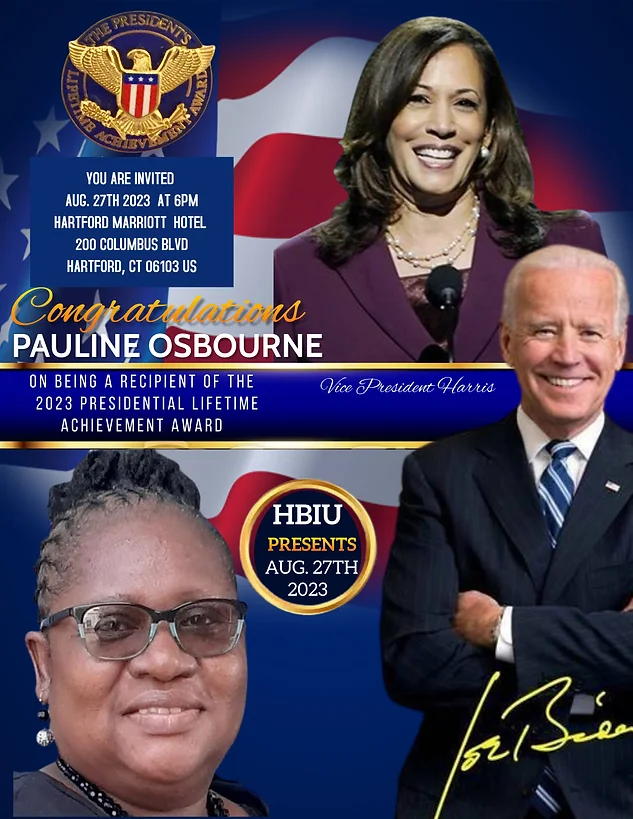 THE PRESIDENT'S
LIFETIME ACHIEVEMENT AWARD
YOU ARE INVITED
AUG. 27TH 2023 AT 6PM
HARTFORD MARRIOTT HOTEL
200 COLUMBUS BLVD
HARTFORD, CT 06103 US
Congratulations
PAULINE OSBOURNE
ON BEING A RECIPIENT OF THE
2023 PRESIDENTIAL LIFETIME
ACHIEVEMENT AWARD
Vice President Harris
HBIU
PRESENTS
AUG. 27TH
2023
Joe Biden